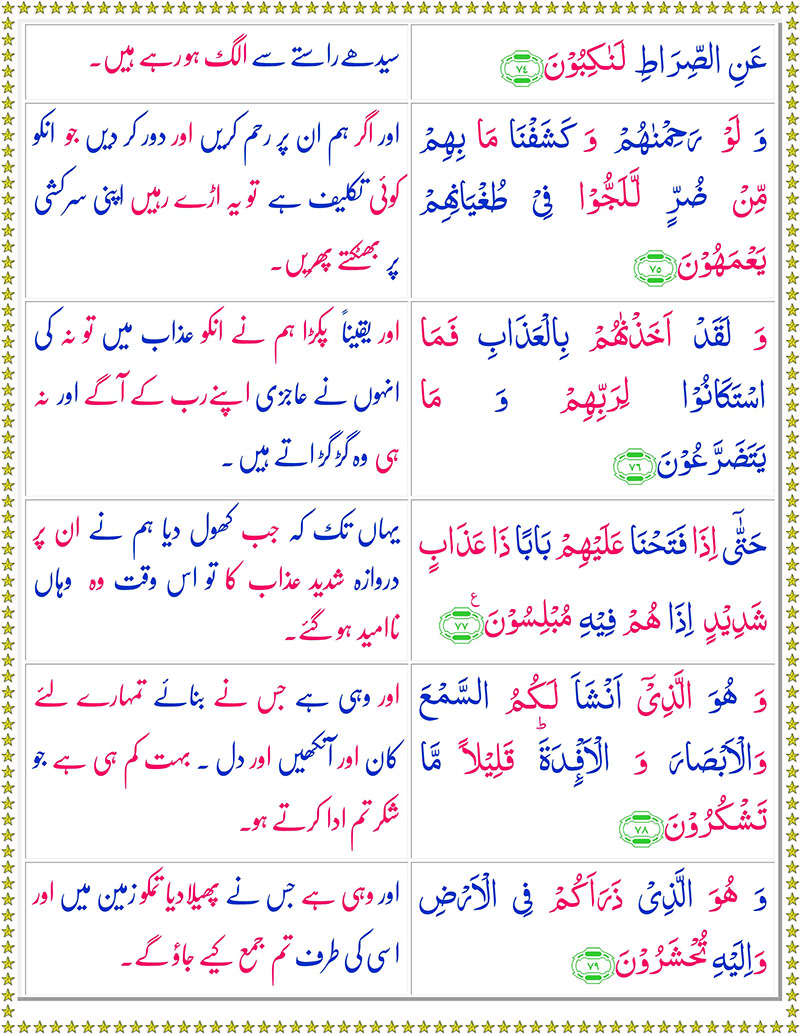 عَنِ الصِّرَاطِ لَنٰكِبُوْنَ ﴿۷۴﴾
سیدھے راستے سے الگ ہو رہے ہیں۔
وَ لَوْ رَحِمْنٰهُمْ وَ كَشَفْنَا مَا بِهِمْ
مِّنْ ضُرٍّ لَّلَجُّوْا فِیْ طُغْیَانِهِمْ
یَعْمَهُوْنَ ﴿۷۵﴾
اور اگر ہم ان پر رحم کریں اور دور کر دیں جو انکو
کوئی تکلیف ہے تو یہ اڑے رہیں اپنی سرکشی
پر بھٹکتے پھریں۔
وَ لَقَدْ اَخَذْنٰهُمْ بِالْعَذَابِ فَمَا
اسْتَكَانُوْا لِرَبِّهِمْ وَ مَا
یَتَضَرَّعُوْنَ ﴿۷۶﴾
اور یقیناً پکڑا ہم نے انکو عذاب میں تو نہ کی
انہوں نے عاجزی اپنے رب کے آگے اور نہ
ہی وہ گڑگڑاتے ہیں ۔
حَتّٰۤی اِذَا فَتَحْنَا عَلَیْهِمْ بَابًا ذَا عَذَابٍ
شَدِیْدٍ اِذَا هُمْ فِیْهِ مُبْلِسُوْنَ ﴿۷۷﴾ ع
یہاں تک کہ جب کھول دیا ہم نے ان پر
دروازہ شدید عذاب کا تو اس وقت وہ وہاں
ناامید ہو گئے۔
وَ هُوَ الَّذِیْۤ اَنْشَاَ لَكُمُ السَّمْعَ
وَالْاَبْصَارَ وَ الْاَفْـِٕدَةَ ؕ قَلِیْلاً مَّا
تَشْكُرُوْنَ ﴿۷۸﴾
اور وہی ہے جس نے بنائے تمہارے لئے
کان اور آنکھیں اور دل ۔ بہت کم ہی ہے جو
شکر تم ادا کرتے ہو۔
وَ هُوَ الَّذِیْ ذَرَاَكُمْ فِی الْاَرْضِ
وَاِلَیْهِ تُحْشَرُوْنَ ﴿۷۹﴾
اور وہی ہے جس نے پھیلا دیا تمکو زمین میں اور
اسی کی طرف تم جمع کیے جاؤ گے۔